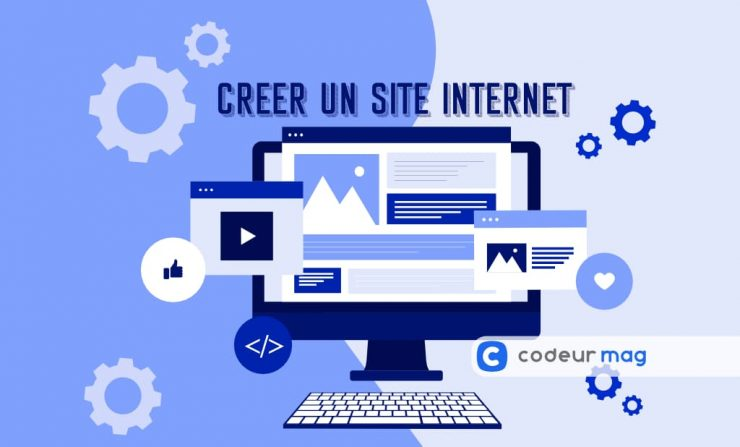 CREER UN SITE INTERNET
</>
C codeur mag